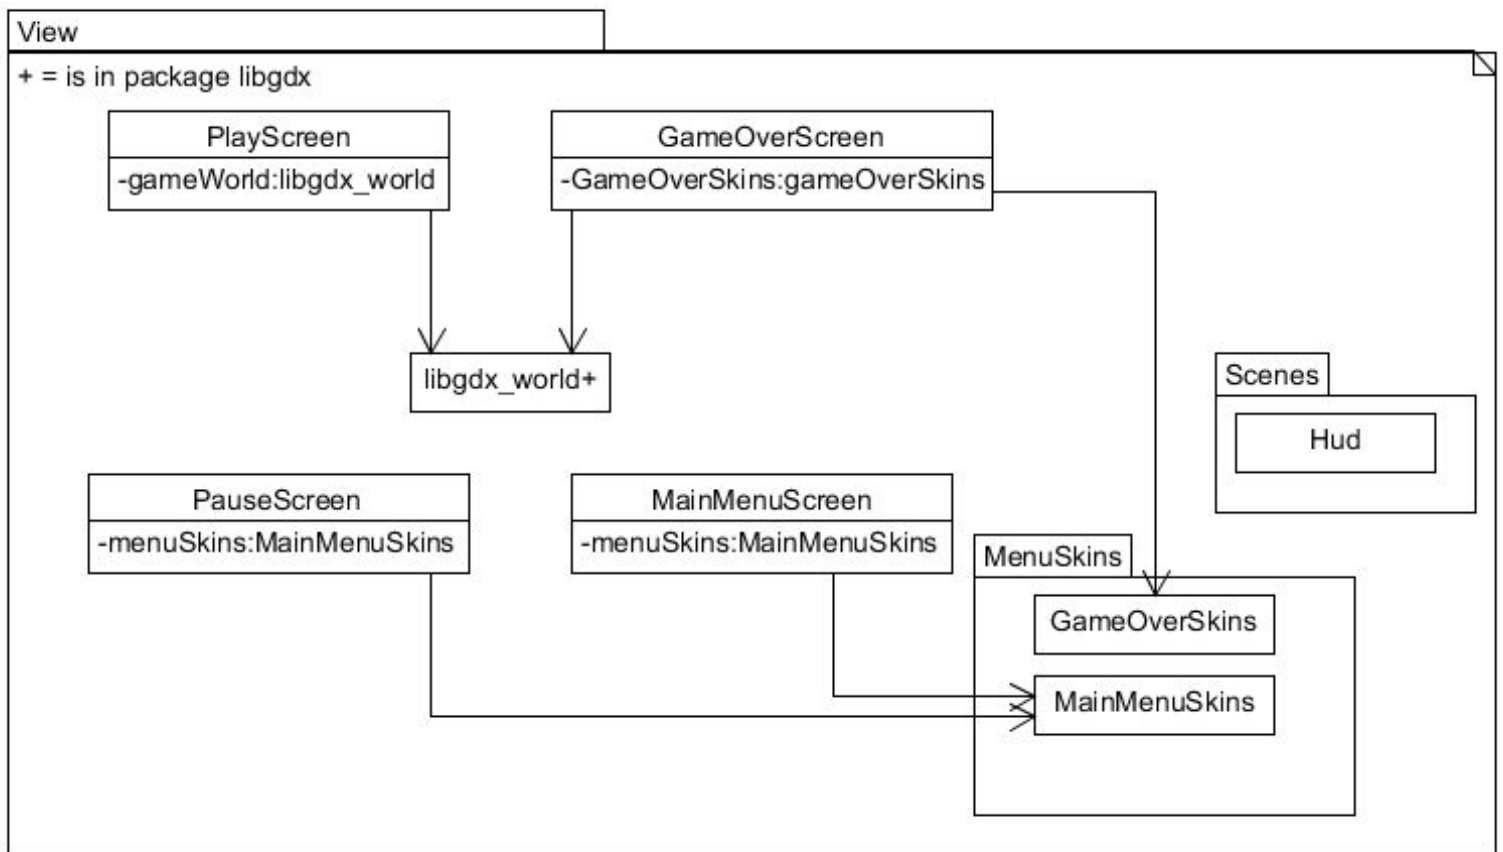 View
+ = is in package libgdx
PlayScreen
-gameWorld:libgdx_world
GameOverScreen
-GameOverSkins:gameOverSkins
libgdx_world+
Scenes
Hud
PauseScreen
-menuSkins:MainMenuSkins
MainMenuScreen
-menuSkins:MainMenuSkins
MenuSkins
GameOverSkins
MainMenuSkins